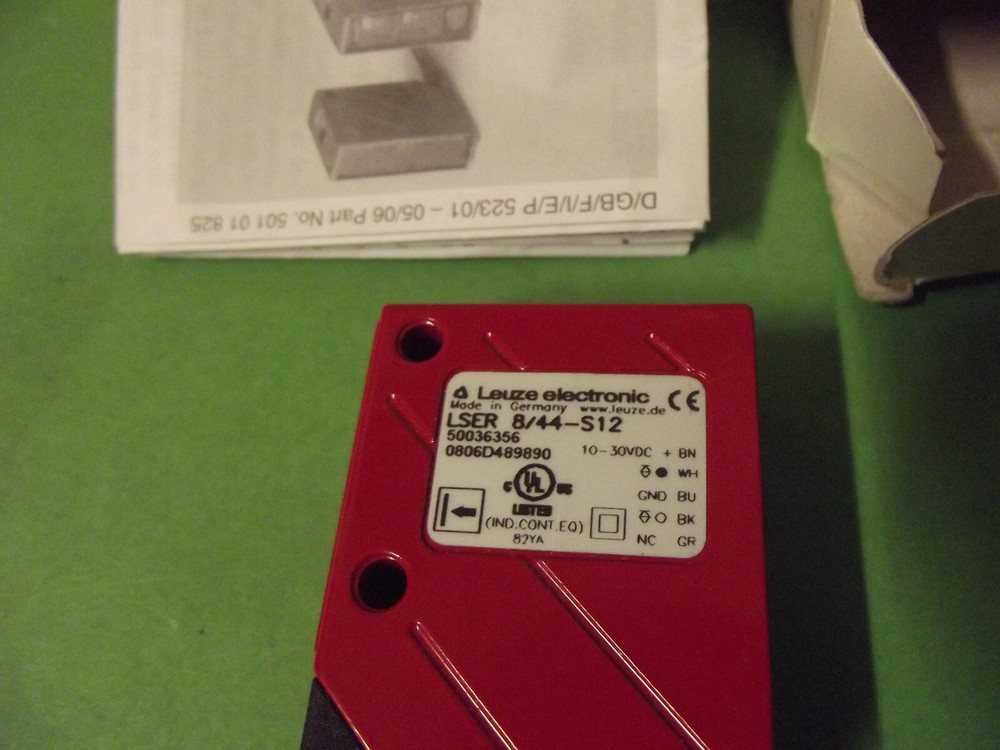 D/GB/F/I/E/P 523/01 – 05/06 Part No. 501 01 825
Leuze electronic CE
Made in Germany www.leuze.de
LSER 8/44-S12
50036356
0806D489890
10-30VDC + BN
WH
GND BU
BK
NC GR
C UL US
LISTED
(IND.CONT.EQ)
82YA